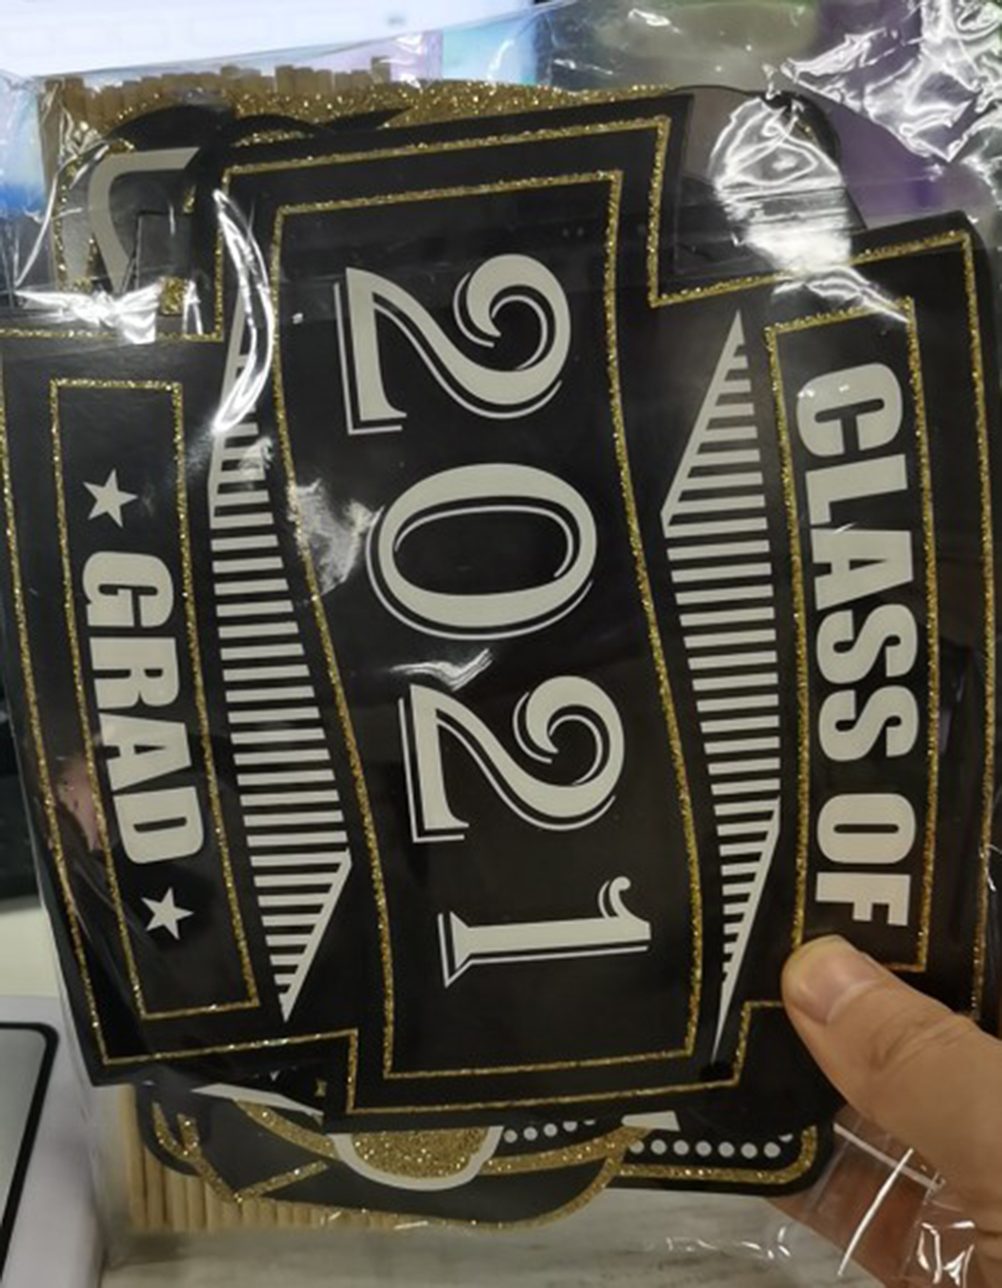 CLASS OF
2021
★ GRAD ★